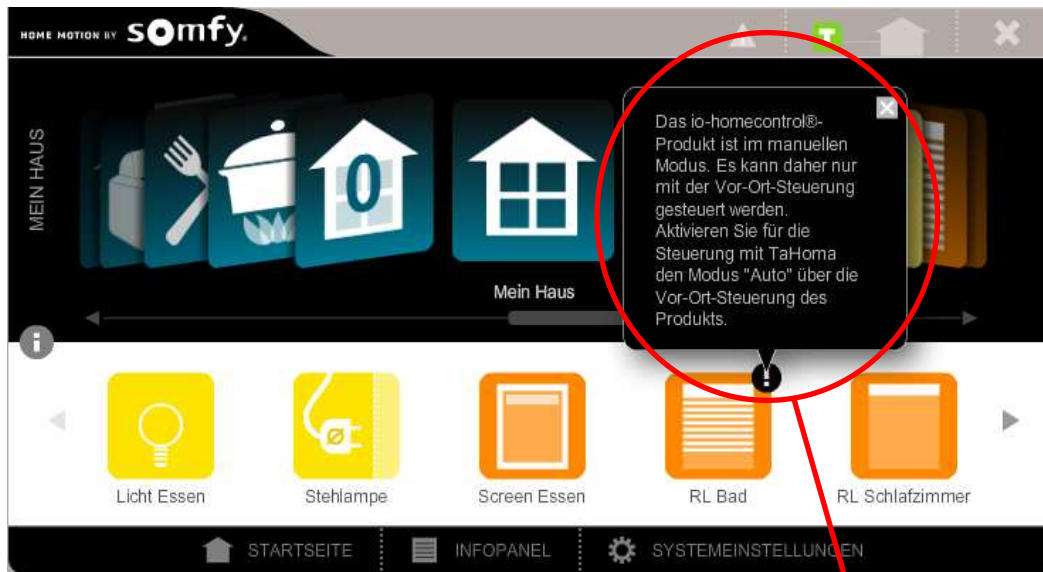 HOME MOTION BY somfy.
T
MEIN HAUS
0
Mein Haus
Das io-homecontrol®-
Produkt ist im manuellen
Modus. Es kann daher nur
mit der Vor-Ort-Steuerung
gesteuert werden.
Aktivieren Sie für die
Steuerung mit TaHoma
den Modus "Auto" über die
Vor-Ort-Steuerung des
Produkts.
Licht Essen
Stehlampe
Screen Essen
RL Bad
RL Schlafzimmer
STARTSEITE
INFOPANEL
SYSTEMEINSTELLUNGEN